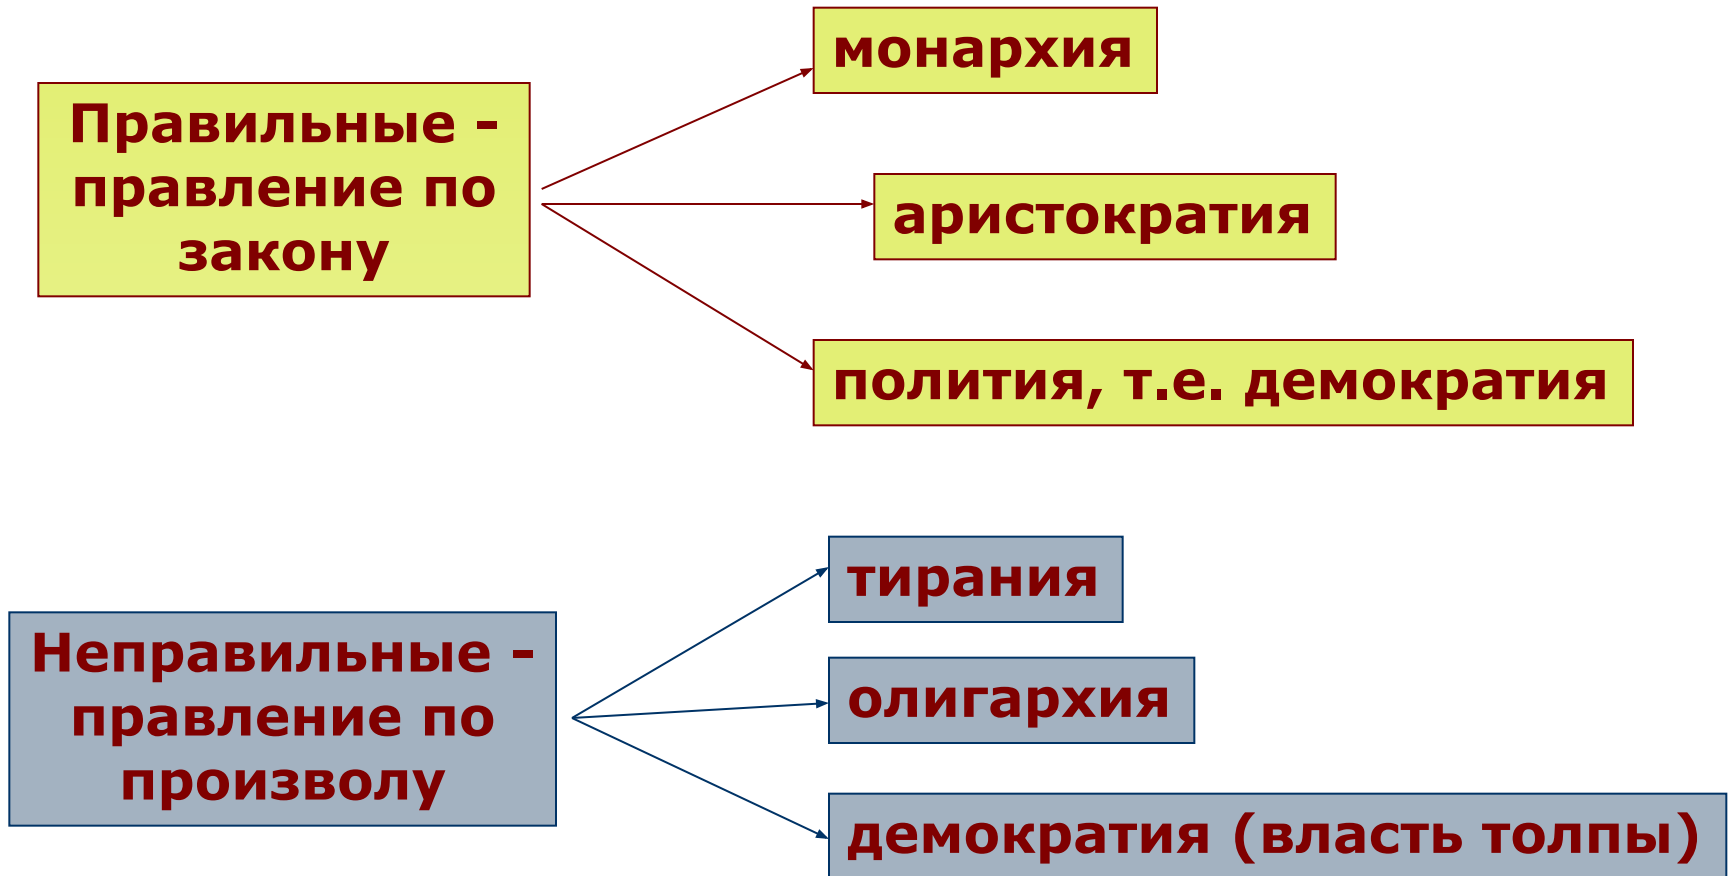 Правильные -
правление по
закону
монархия
аристократия
полития, т.е. демократия
Неправильные -
правление по
произволу
тирания
олигархия
демократия (власть толпы)